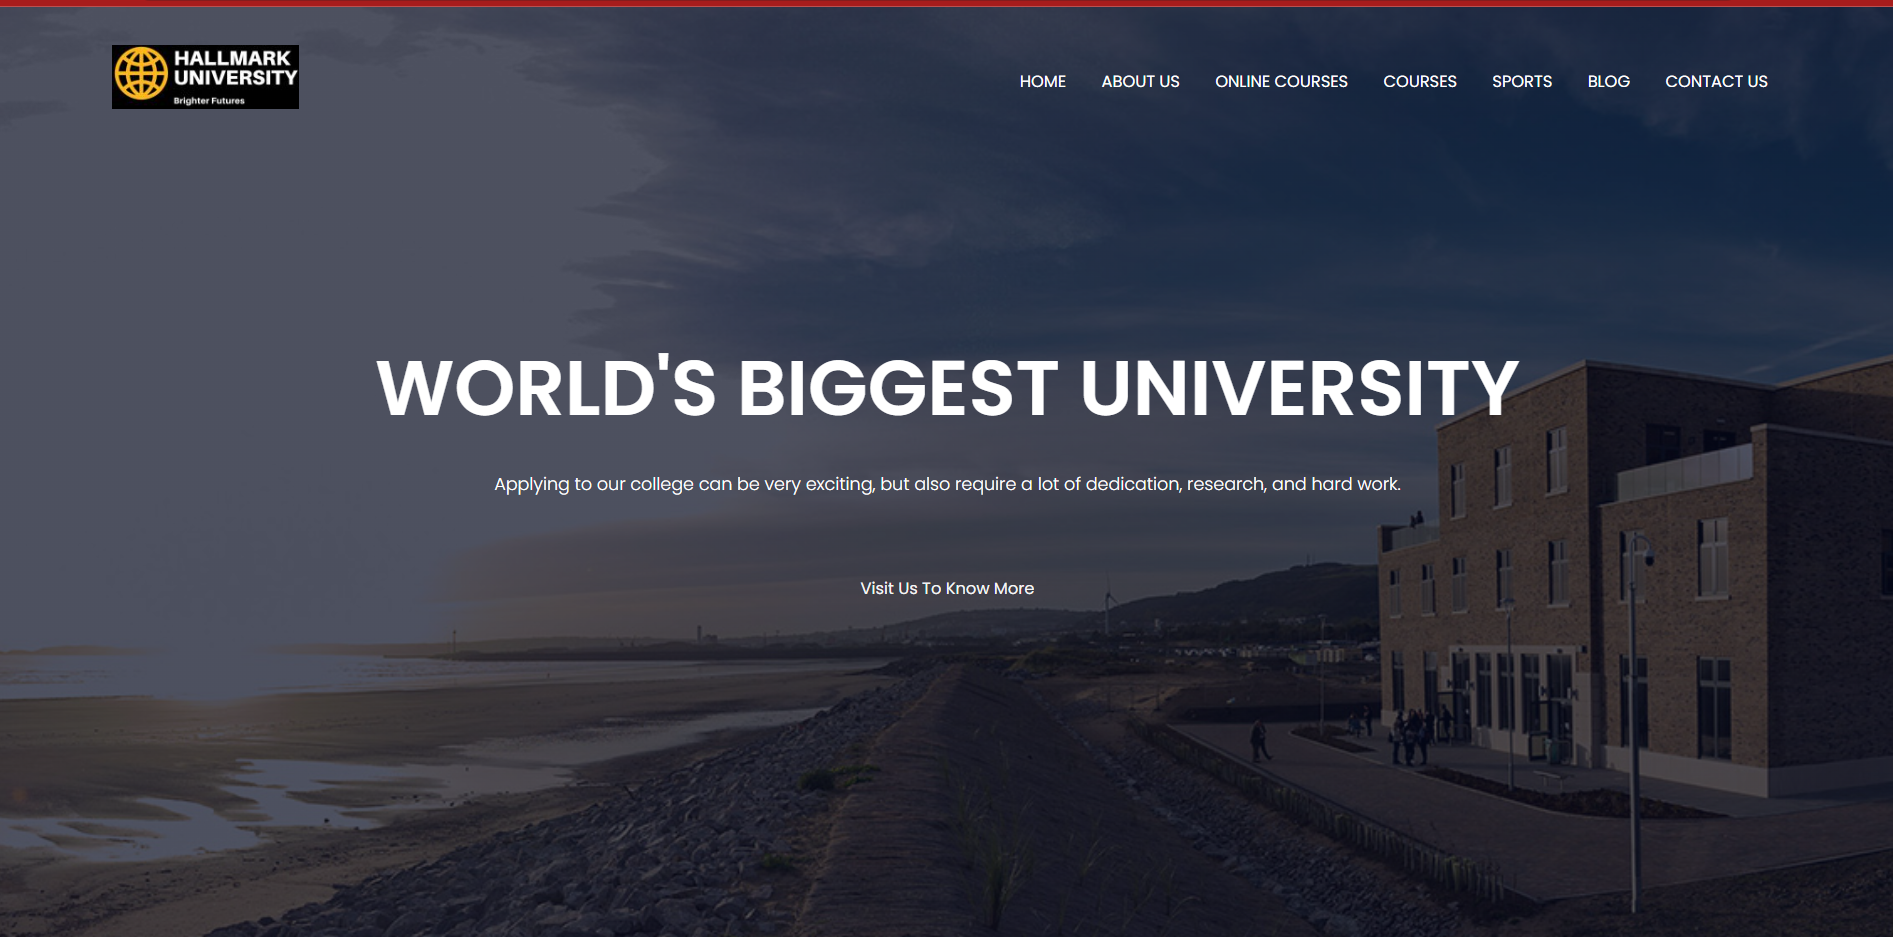 HALLMARK
UNIVERSITY
Brighter Futures
HOME ABOUT US ONLINE COURSES COURSES SPORTS BLOG CONTACT US
WORLD'S BIGGEST UNIVERSITY
Applying to our college can be very exciting, but also require a lot of dedication, research, and hard work.
Visit Us To Know More